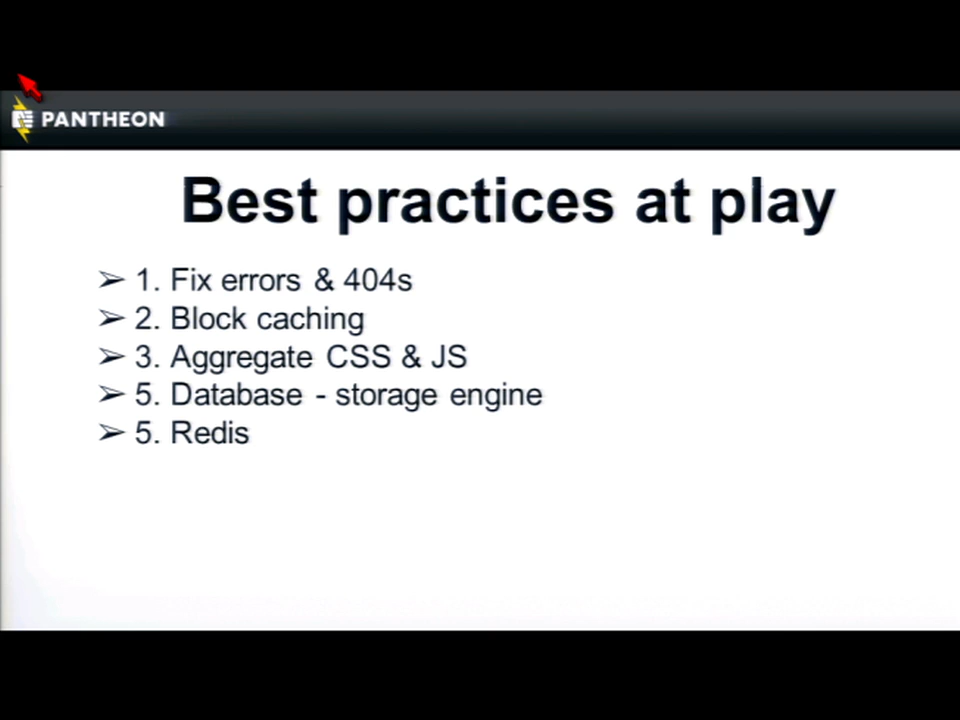 PANTHEON
Best practices at play
➢ 1. Fix errors & 404s
➢ 2. Block caching
➢ 3. Aggregate CSS & JS
➢ 5. Database - storage engine
➢ 5. Redis